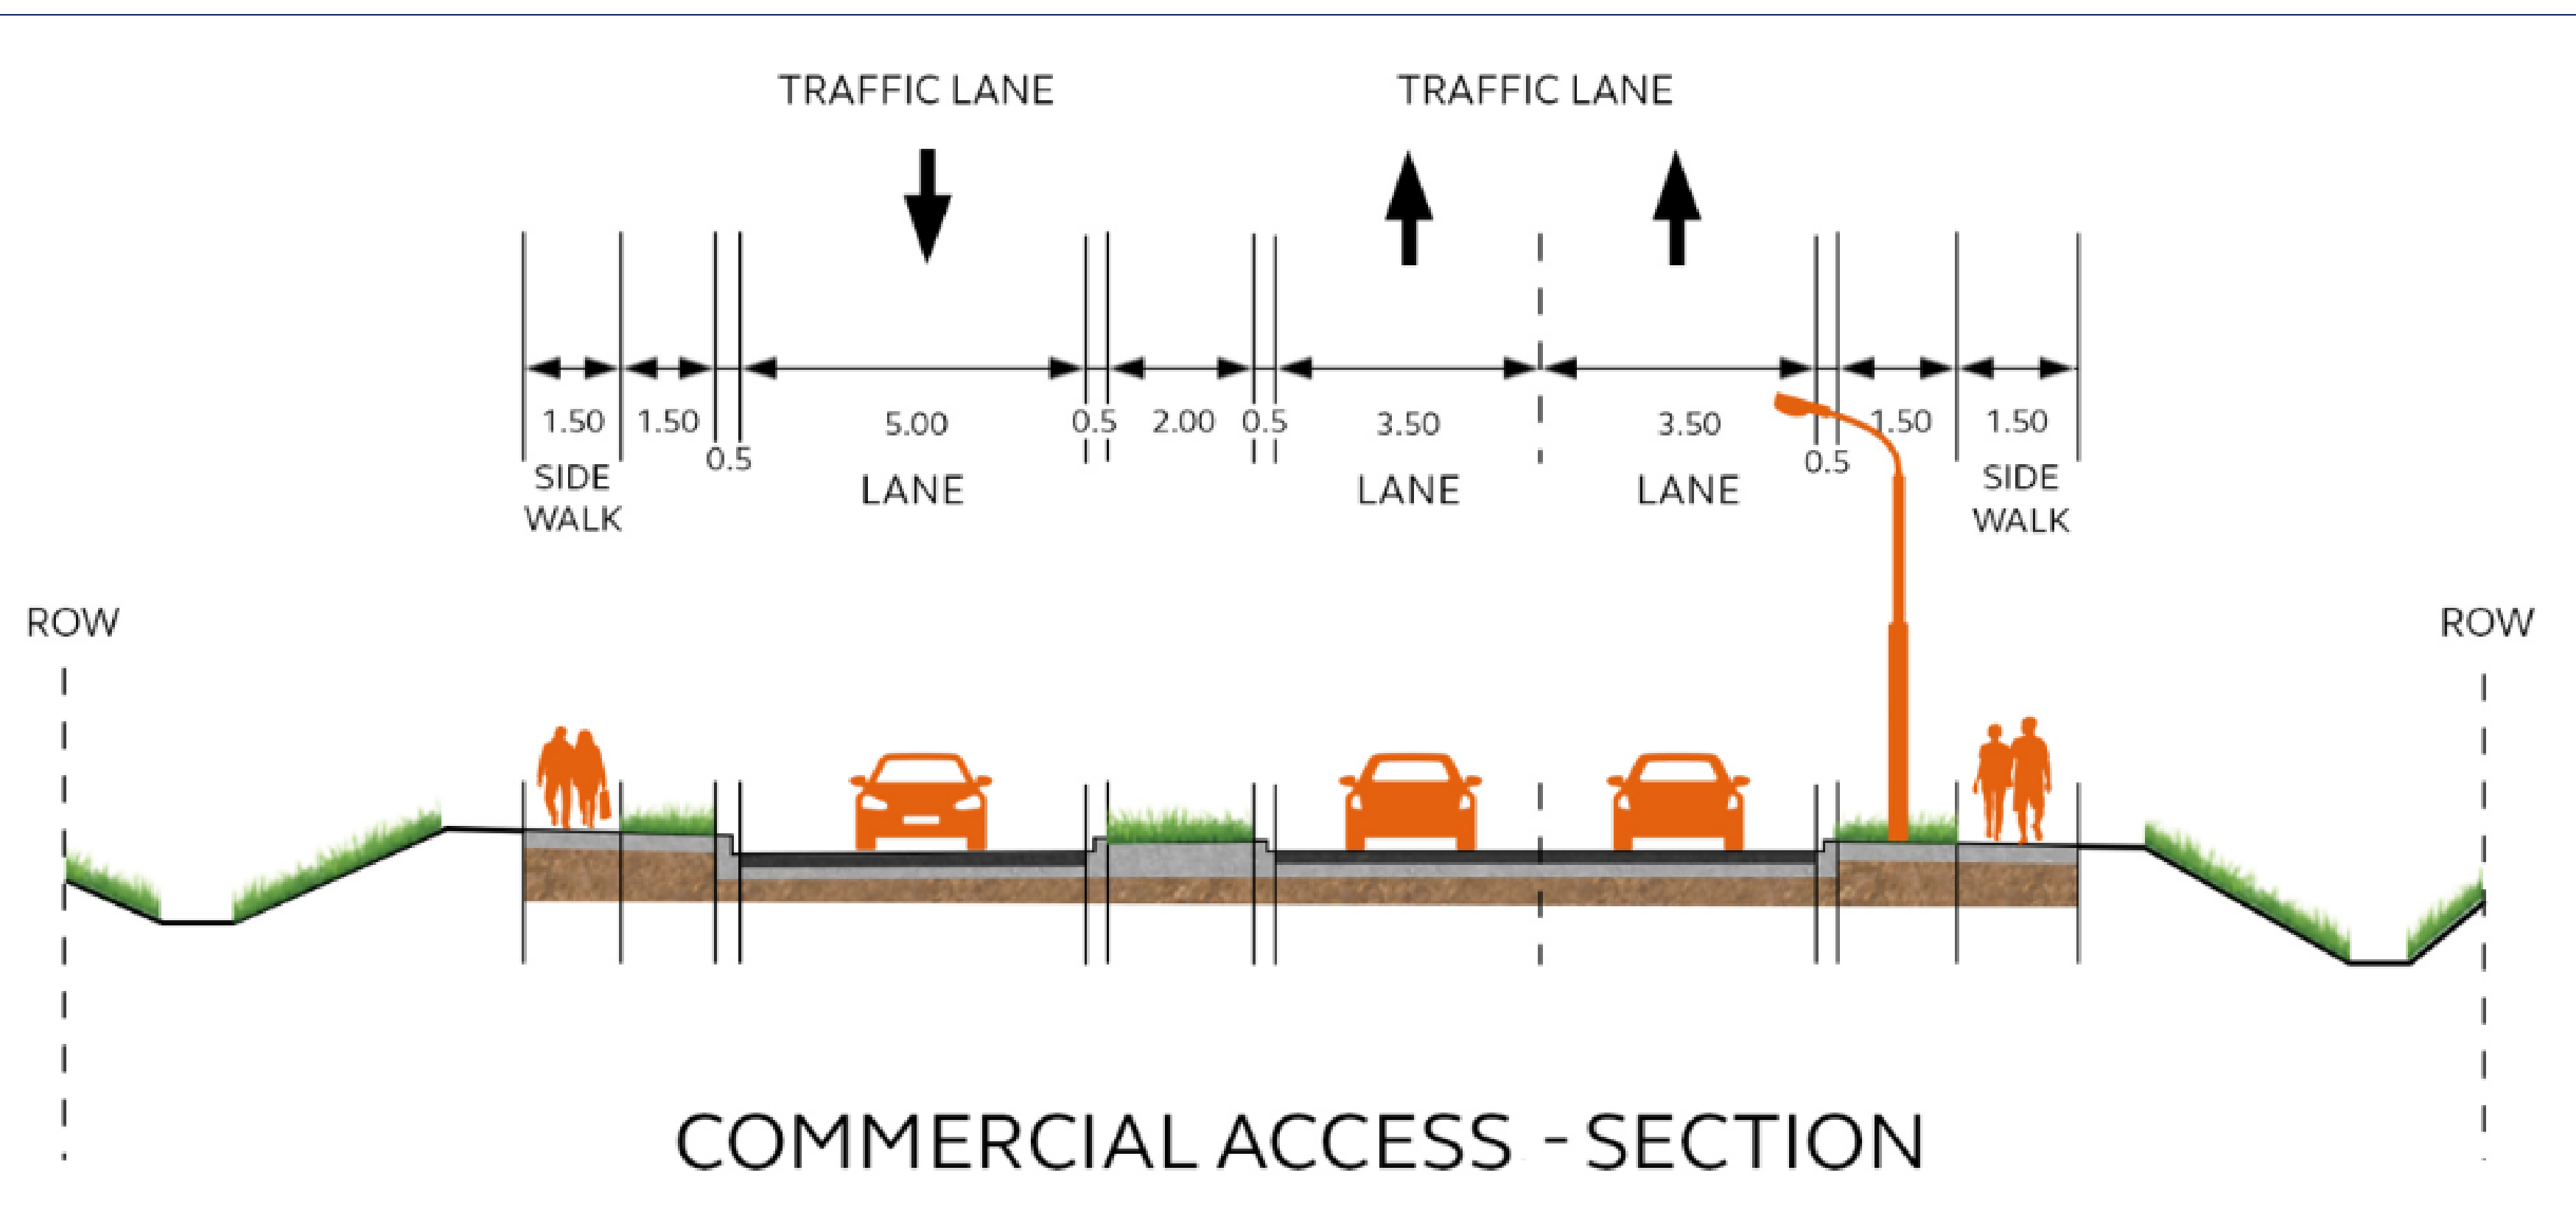 TRAFFIC LANE TRAFFIC LANE
1.50 1.50 0.5 5.00 0.5 2.00 0.5 3.50 3.50 0.5 1.50 1.50
SIDE LANE LANE LANE SIDE
WALK WALK
ROW ROW
COMMERCIAL ACCESS - SECTION